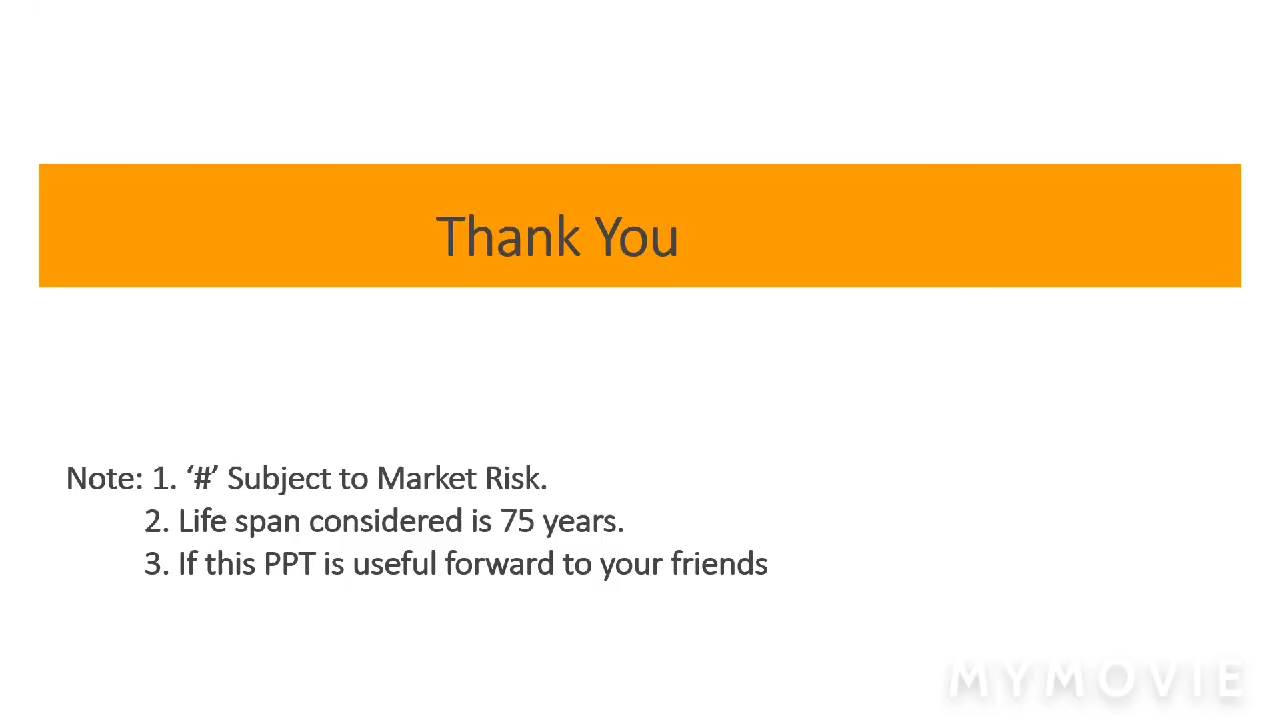 Thank You
Note: 1. ‘#’ Subject to Market Risk.
2. Life span considered is 75 years.
3. If this PPT is useful forward to your friends
MYMOVIE